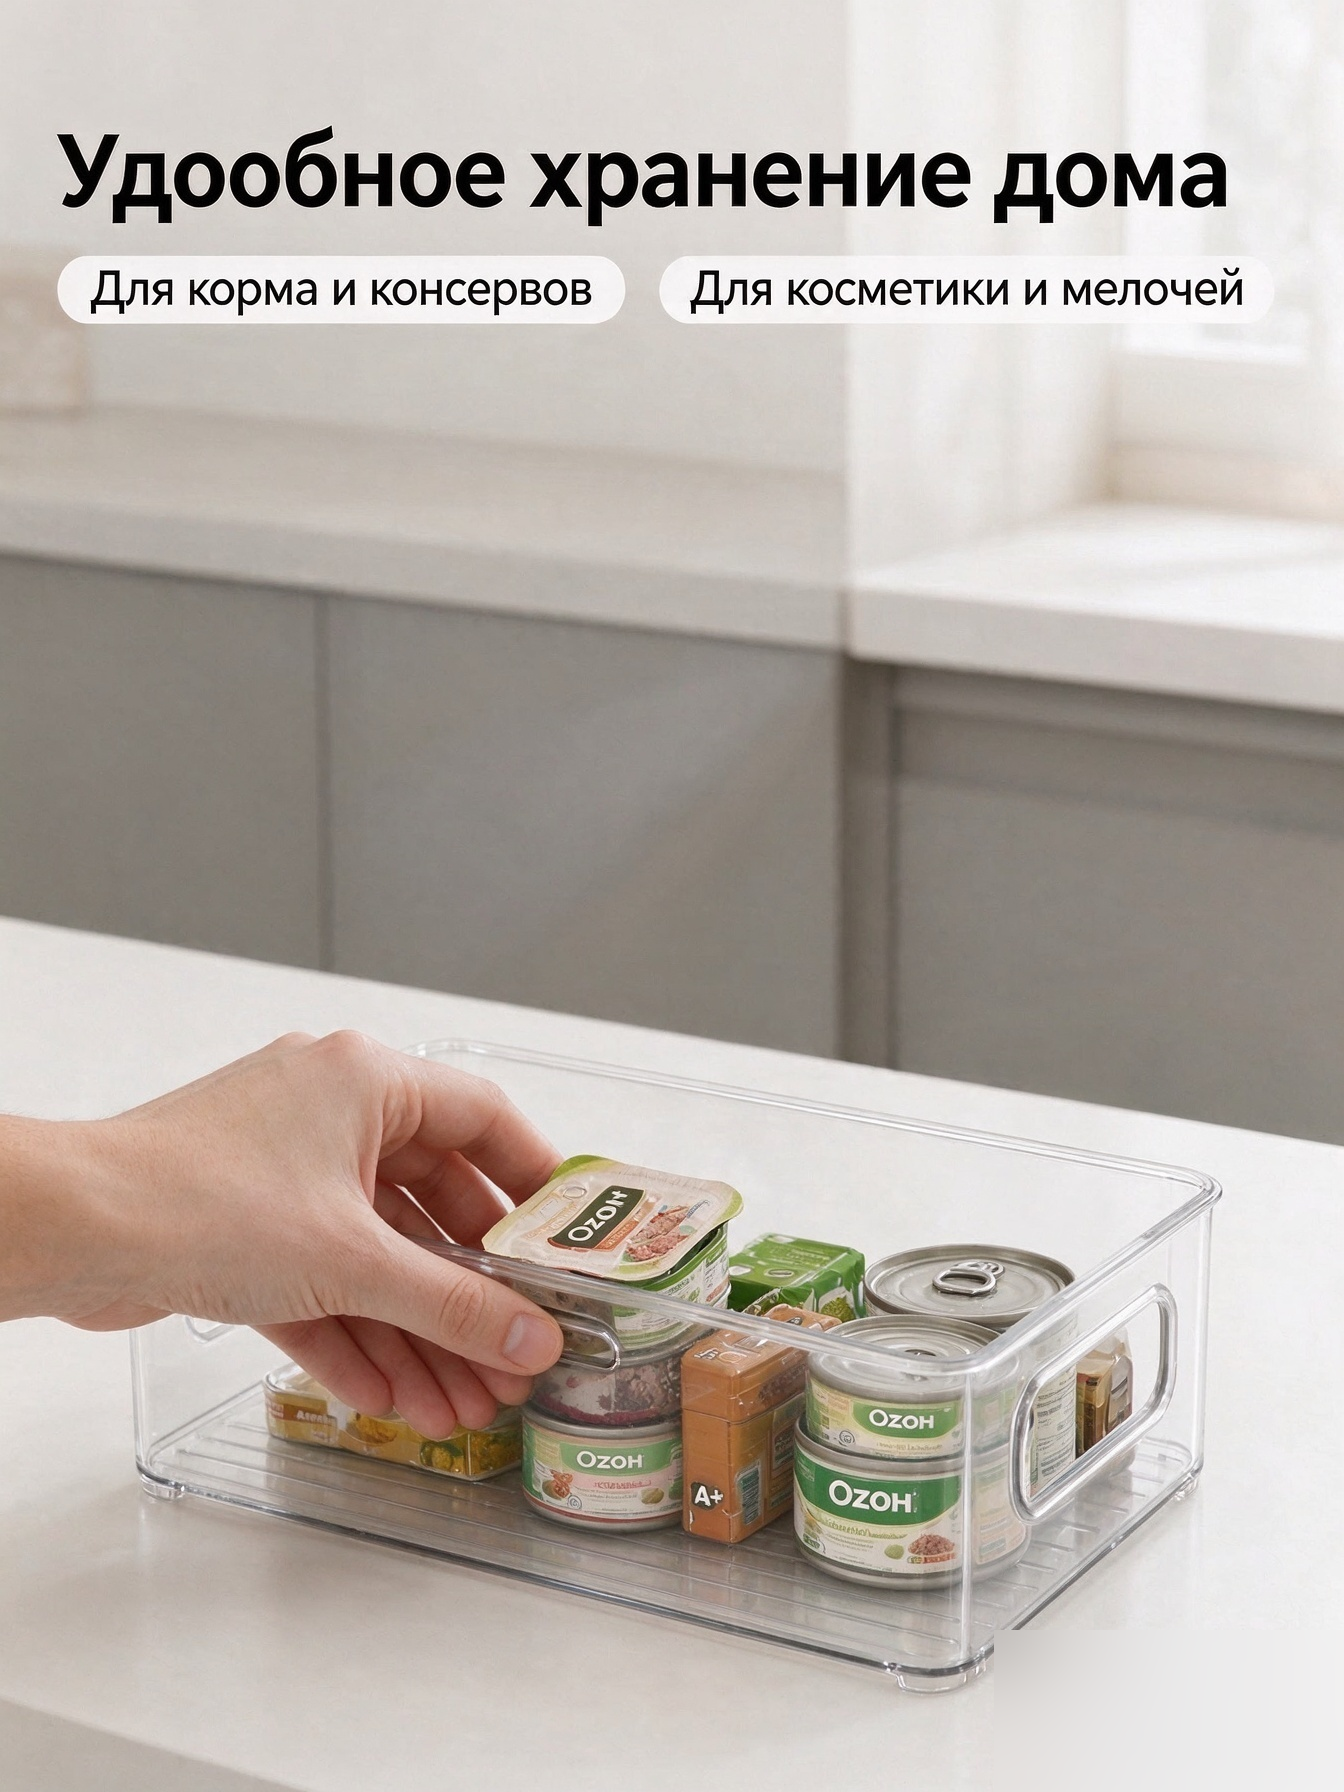 Удообное хранение дома
Для корма и консервов
Для косметики и мелочей
OZOH
OZOH
OZOH
A+
OZOH